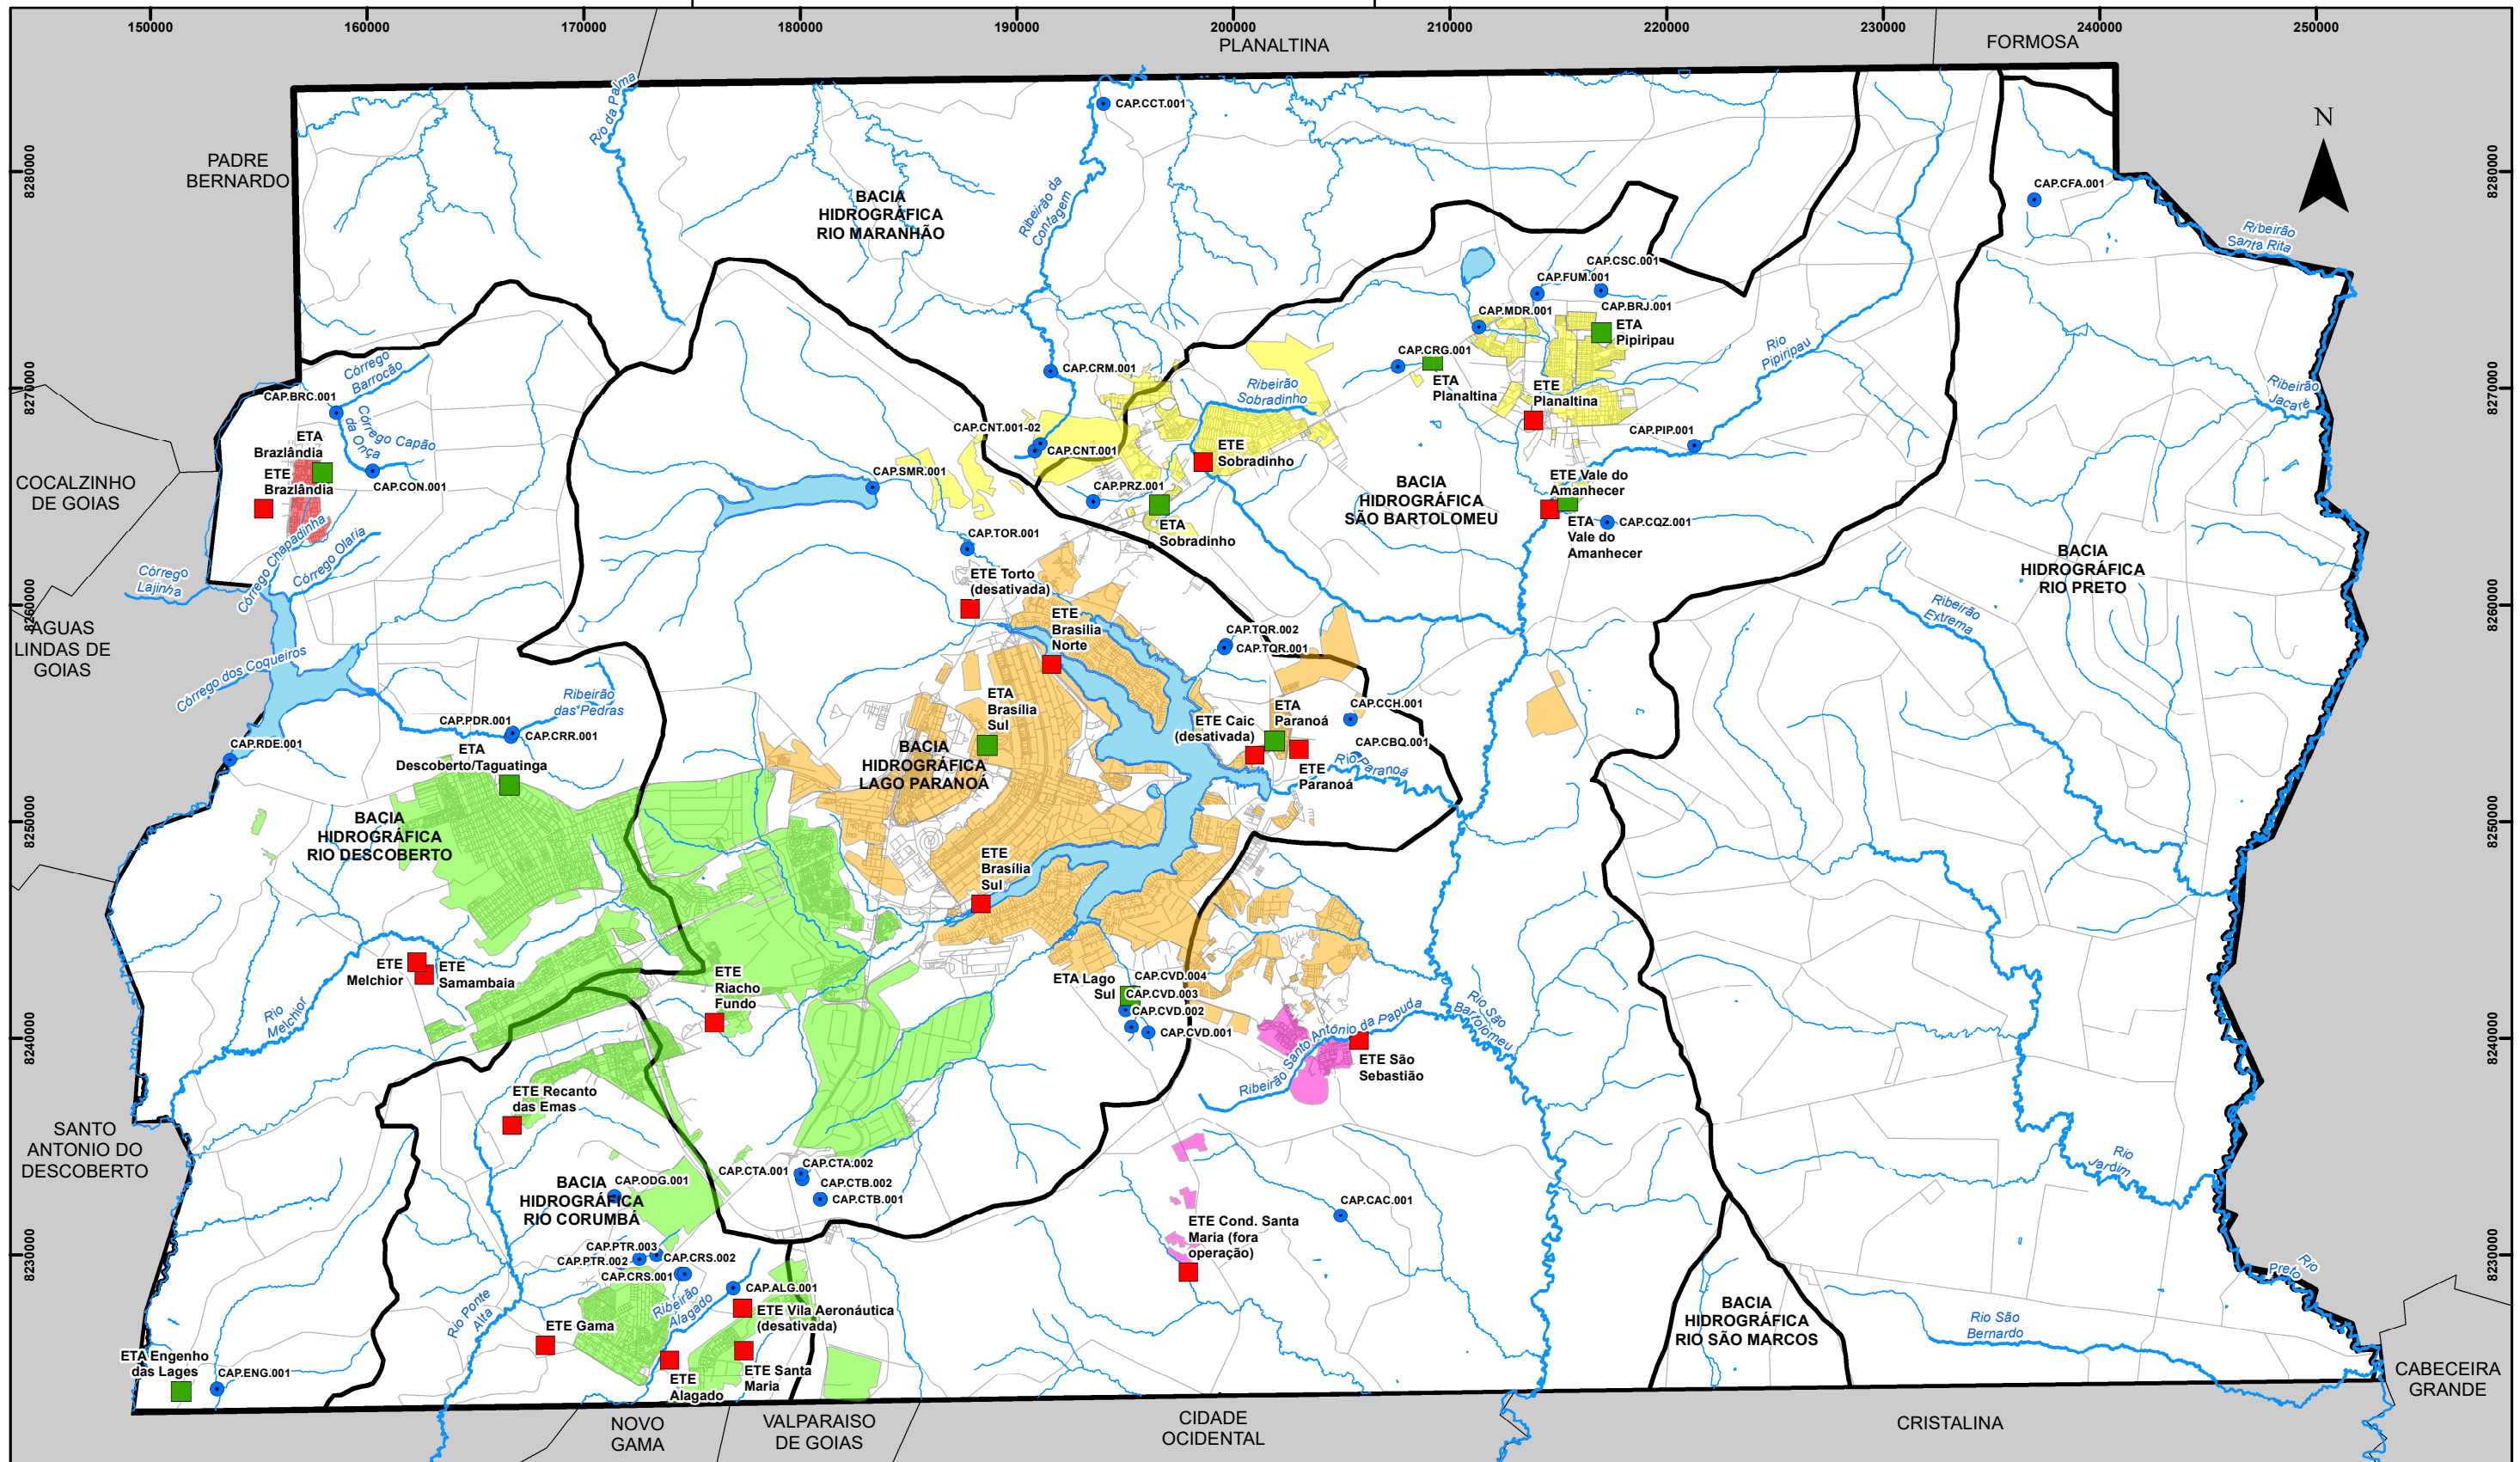 150000
160000
170000
180000
190000
200000
210000
220000
230000
240000
250000
PLANALTINA
FORMOSA
N
8280000
8270000
8260000
8250000
8240000
8230000
8280000
8270000
8260000
8250000
8240000
8230000
PADRE
BERNARDO
COCALZINHO
DE GOIAS
AGUAS
LINDAS DE
GOIAS
SANTO
ANTONIO DO
DESCOBERTO
NOVO
GAMA
VALPARAISO
DE GOIAS
CIDADE
OCIDENTAL
CRISTALINA
CABECEIRA
GRANDE
Rio da Palma
Ribeirão da
Contagem
CAP.CCT.001
BACIA
HIDROGRÁFICA
RIO MARANHÃO
CAP.CFA.001
Ribeirão
Santa Rita
CAP.CSC.001
CAP.FUM.001
CAP.BRJ.001
CAP.MDR.001
ETA
Pipiripau
CAP.CRG.001
ETA
Planaltina
ETE
Planaltina
Rio
Pipiripau
Ribeirão
Jacaré
Córrego
Barrocão
CAP.BRC.001
Córrego Capão
da Onça
ETA
Brazlândia
ETE
Brazlândia
CAP.CON.001
Córrego Chapadinha
Córrego Olaria
Córrego
Lajinha
Córrego dos Coqueiros
CAP.CRM.001
CAP.CNT.001-02
CAP.CNT.001
CAP.SMR.001
CAP.PRZ.001
Ribeirão
Sobradinho
ETE
Sobradinho
ETA
Sobradinho
CAP.PIP.001
BACIA
HIDROGRÁFICA
SÃO BARTOLOMEU
ETE Vale do
Amanhecer
ETA
Vale do
Amanhecer
CAP.CQZ.001
BACIA
HIDROGRÁFICA
RIO PRETO
Ribeirão
Extrema
CAP.TOR.001
ETE Torto
(desativada)
ETE
Brasilia
Norte
CAP.TQR.002
CAP.TQR.001
ETA
Brasília
Sul
BACIA
HIDROGRÁFICA
LAGO PARANOÁ
ETE Caic
(desativada)
ETA
Paranoá
ETE
Paranoá
CAP.CCH.001
CAP.CBQ.001
Rio Paranoá
Ribeirão
das Pedras
CAP.PDR.001
CAP.CRR.001
CAP.RDE.001
ETA
Descoberto/Taguatinga
BACIA
HIDROGRÁFICA
RIO DESCOBERTO
ETE
Brasília
Sul
ETE
Melchior
ETE
Samambaia
Rio
Melchior
ETE
Riacho
Fundo
ETA Lago
Sul
CAP.CVD.004
CAP.CVD.003
CAP.CVD.002
CAP.CVD.001
Rio São
Bartolomeu
Ribeirão Santo Antônio da Papuda
ETE São
Sebastião
ETE Recanto
das Emas
CAP.CTA.001
CAP.CTA.002
CAP.CTB.002
CAP.CTB.001
CAP.ODG.001
BACIA
HIDROGRÁFICA
RIO CORUMBÁ
Rio
Jardim
CAP.CAC.001
ETE Cond. Santa
Maria (fora
operação)
CAP.PTR.003
CAP.PTR.002
CAP.CRS.002
CAP.CRS.001
CAP.ALG.001
Ribeirão
Alagado
ETE Vila Aeronáutica
(desativada)
Rio Ponte
Alta
ETE Gama
ETE
Alagado
ETE Santa
Maria
ETA Engenho
das Lages
CAP.ENG.001
BACIA
HIDROGRÁFICA
RIO SÃO MARCOS
Rio São
Bernardo
Rio
Preto